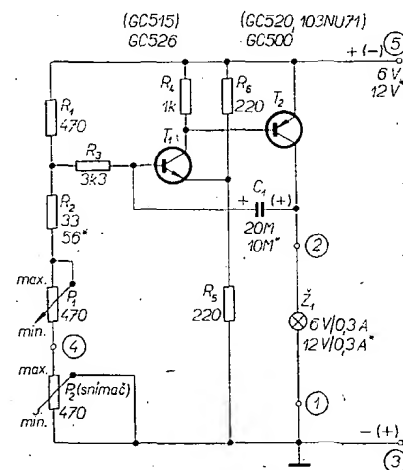 (GC515)
GC526
(GC520, 103NU71)
GC500
+ (-) 5
6 V
12 V*
R4
1k
R6
220
T2
R1
470
T1
R3
3k3
R2
33
56*
C1
+ (+)
20M
10M*
2
max.
P1
min. 470
4
R5
220
Ž1
6 V/0,3 A
12 V/0,3 A*
max.
P2 (snímač)
min. 470
1
- (+)
3